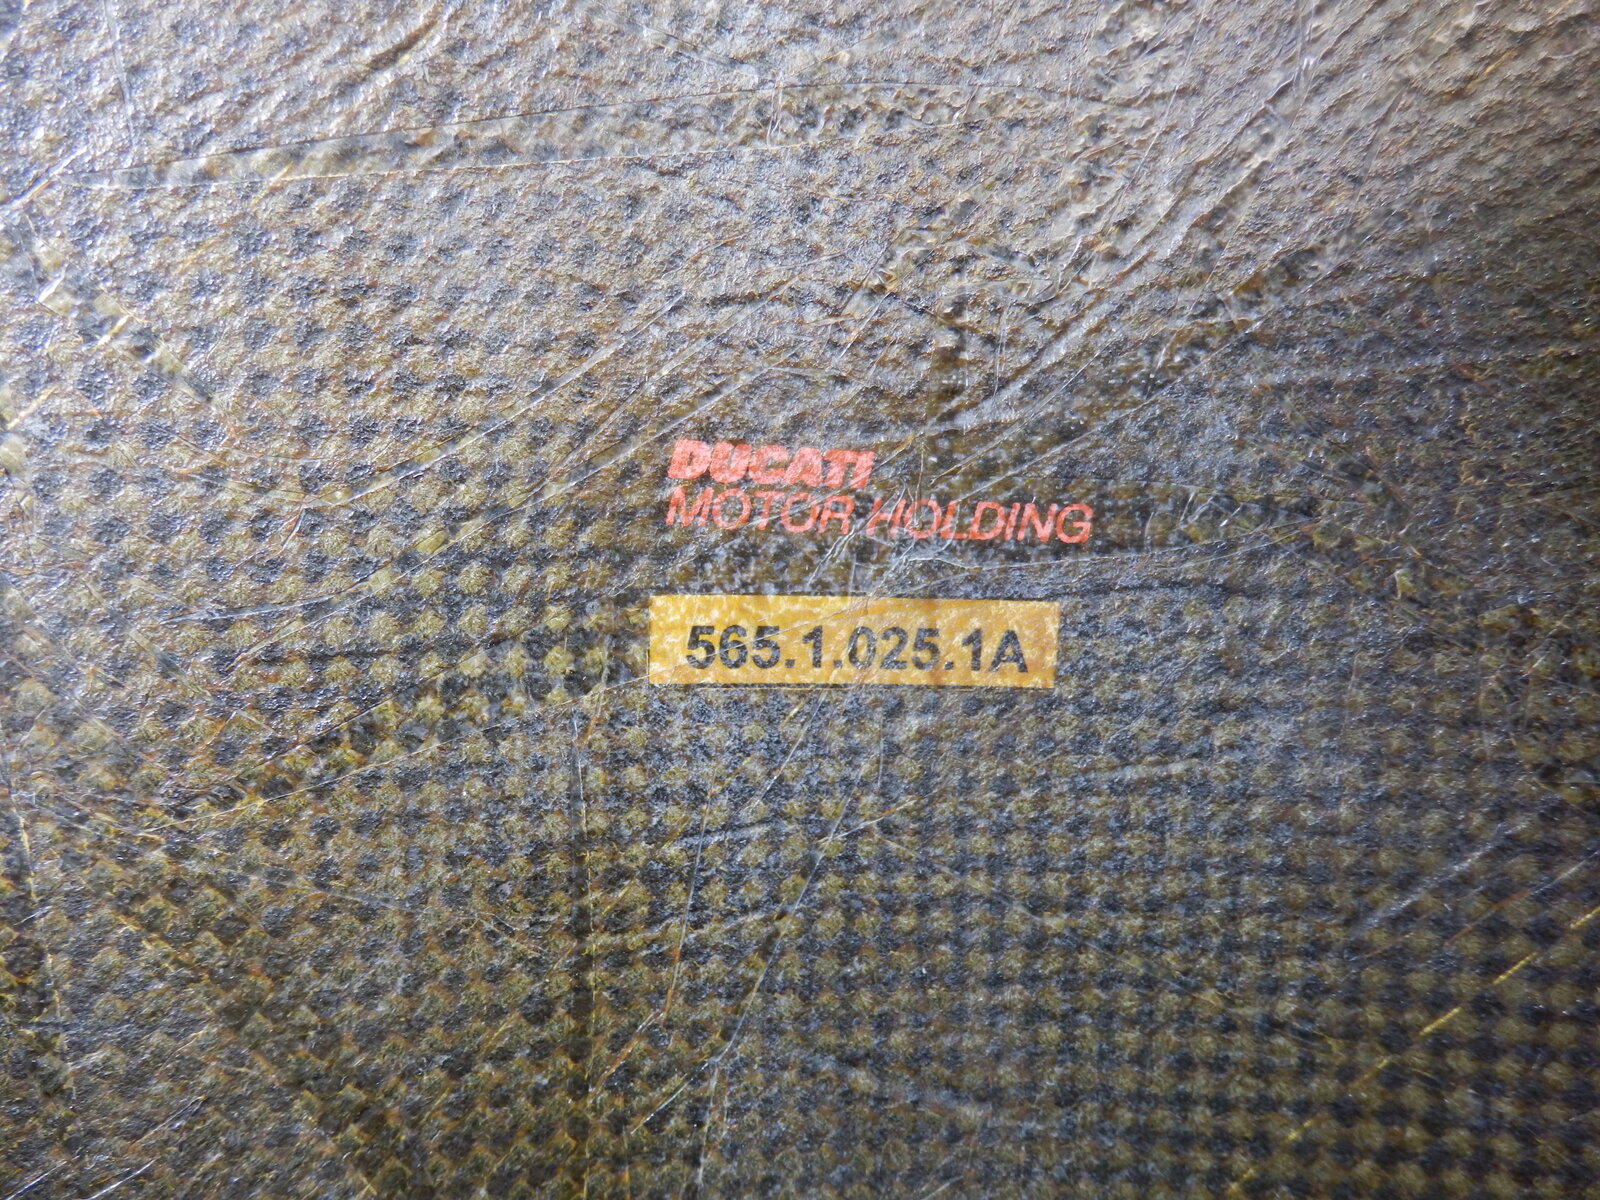 DUCATI
MOTOR HOLDING
565.1.025.1A